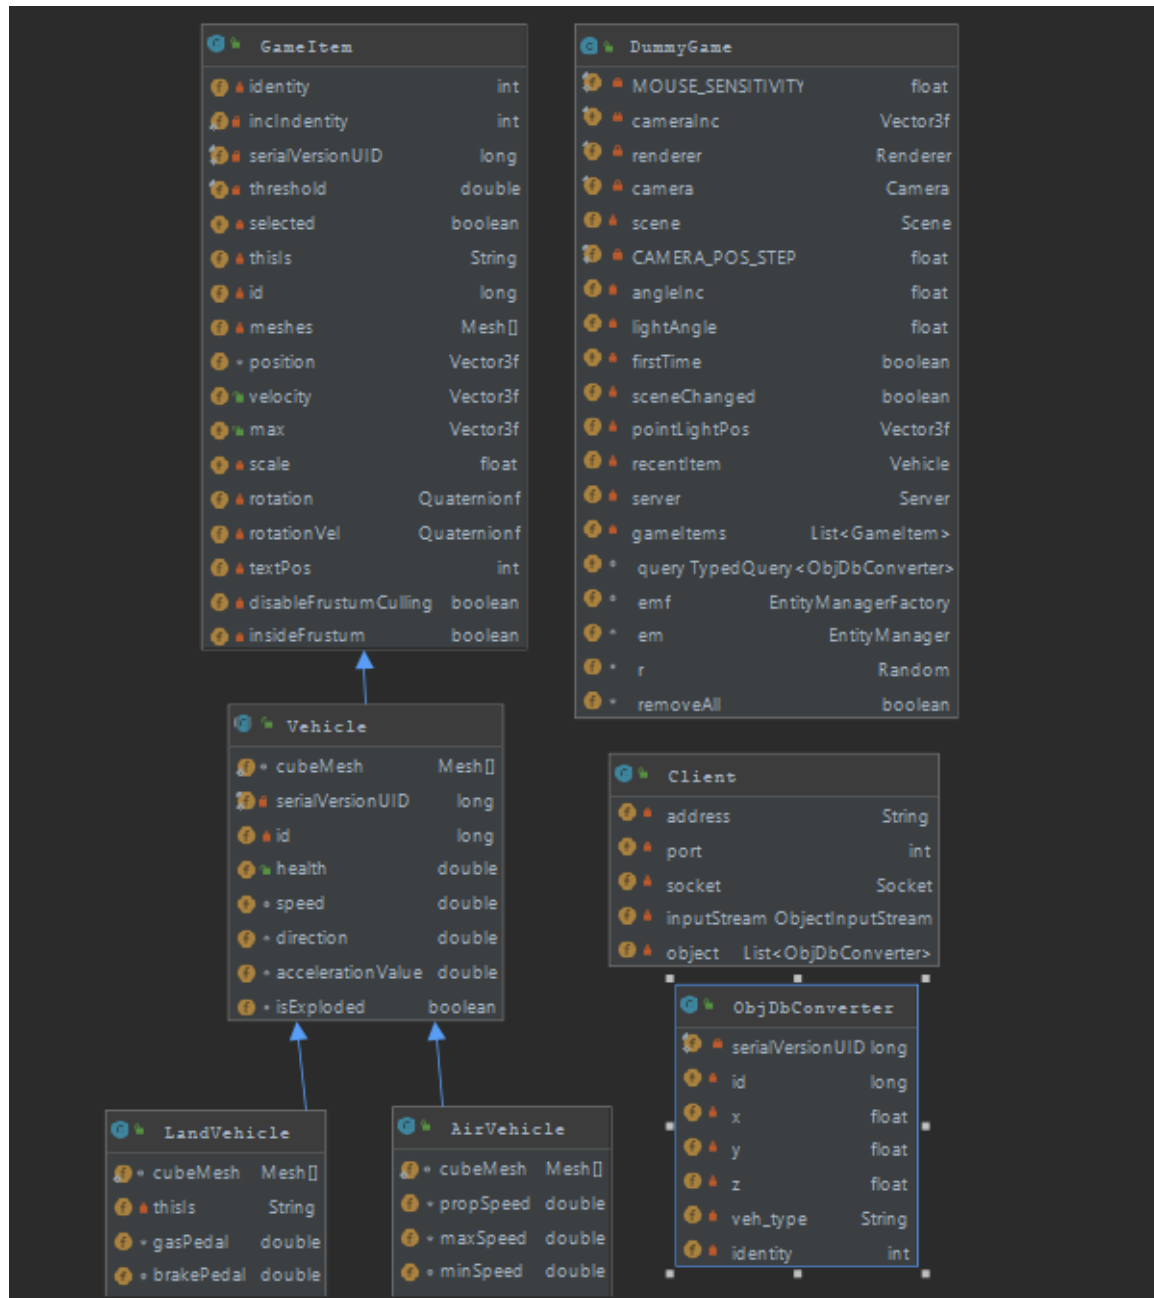 GameItem
identity int
incIndentity int
serialVersionUID long
threshold double
selected boolean
thisIs String
id long
meshes Mesh[]
position Vector3f
velocity Vector3f
max Vector3f
scale float
rotation Quaternionf
rotationVel Quaternionf
textPos int
disableFrustumCulling boolean
insideFrustum boolean
DummyGame
MOUSE_SENSITIVITY float
cameraInc Vector3f
renderer Renderer
camera Camera
scene Scene
CAMERA_POS_STEP float
angleInc float
lightAngle float
firstTime boolean
sceneChanged boolean
pointLightPos Vector3f
recentItem Vehicle
server Server
gameItems List<GameItem>
query TypedQuery<ObjDbConverter>
emf EntityManagerFactory
em EntityManager
r Random
removeAll boolean
Vehicle
cubeMesh Mesh[]
serialVersionUID long
id long
health double
speed double
direction double
accelerationValue double
isExploded boolean
Client
address String
port int
socket Socket
inputStream ObjectInputStream
object List<ObjDbConverter>
ObjDbConverter
serialVersionUID long
id long
x float
y float
z float
veh_type String
identity int
LandVehicle
cubeMesh Mesh[]
thisIs String
gasPedal double
brakePedal double
AirVehicle
cubeMesh Mesh[]
propSpeed double
maxSpeed double
minSpeed double